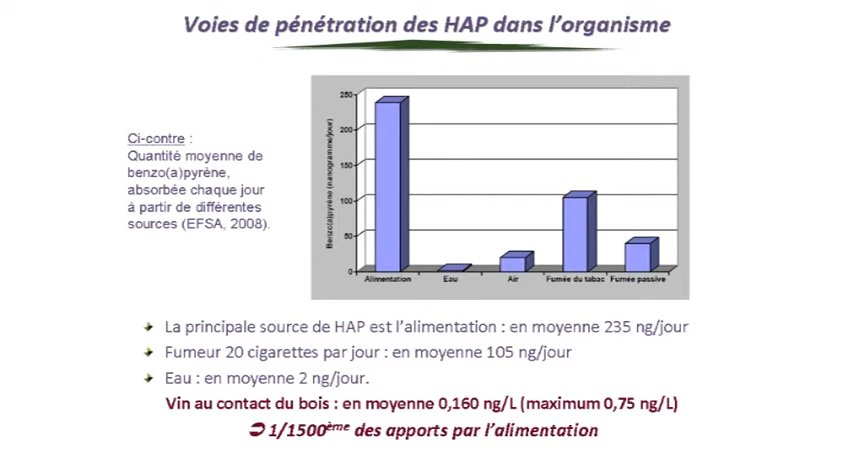 Voies de pénétration des HAP dans l'organisme
Ci-contre :
Quantité moyenne de
benzo(a)pyrène,
absorbée chaque jour
à partir de différentes
sources (EFSA, 2008).
Benzo(a)pyrène (nanogramme/jour)
250
200
150
100
50
0
Alimentation Eau Air Fumée du tabac Fumée passive
La principale source de HAP est l'alimentation : en moyenne 235 ng/jour
Fumeur 20 cigarettes par jour : en moyenne 105 ng/jour
Eau : en moyenne 2 ng/jour.
Vin au contact du bois : en moyenne 0,160 ng/L (maximum 0,75 ng/L)
➲ 1/1500ème des apports par l'alimentation